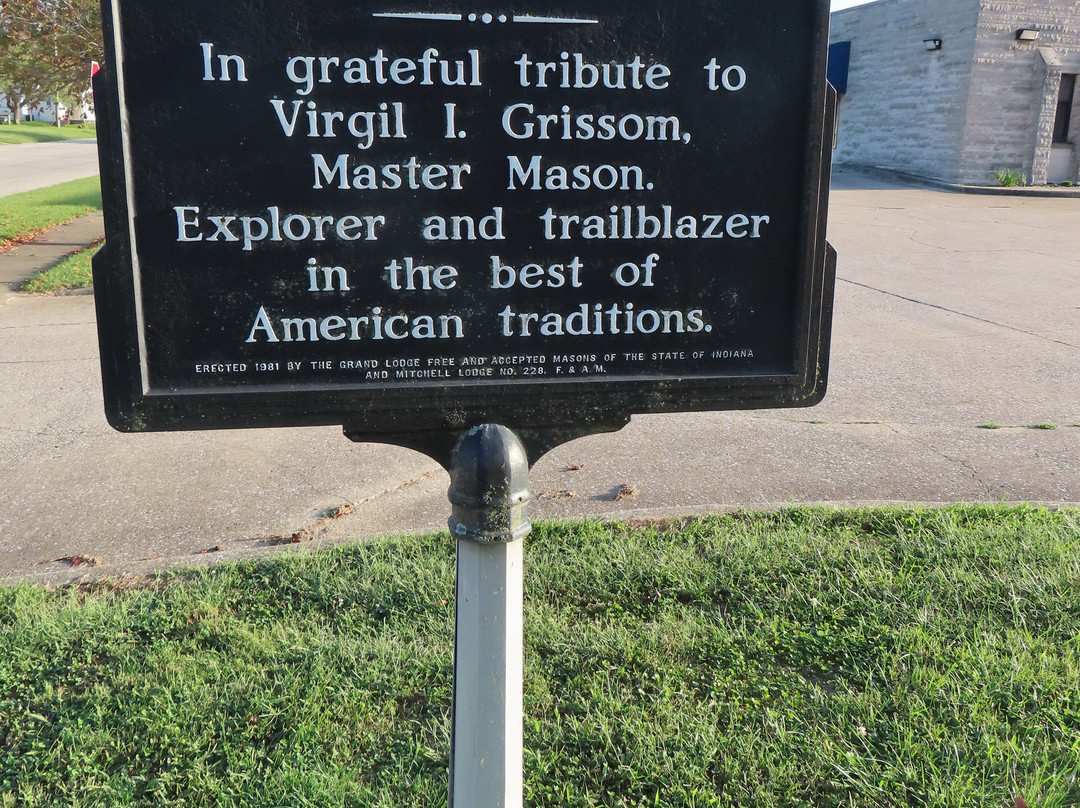 In grateful tribute to
Virgil I. Grissom,
Master Mason.
Explorer and trailblazer
in the best of
American traditions.
ERECTED 1981 BY THE GRAND LODGE FREE AND ACCEPTED MASONS OF THE STATE OF INDIANA
AND MITCHELL LODGE NO. 228, F. & A. M.